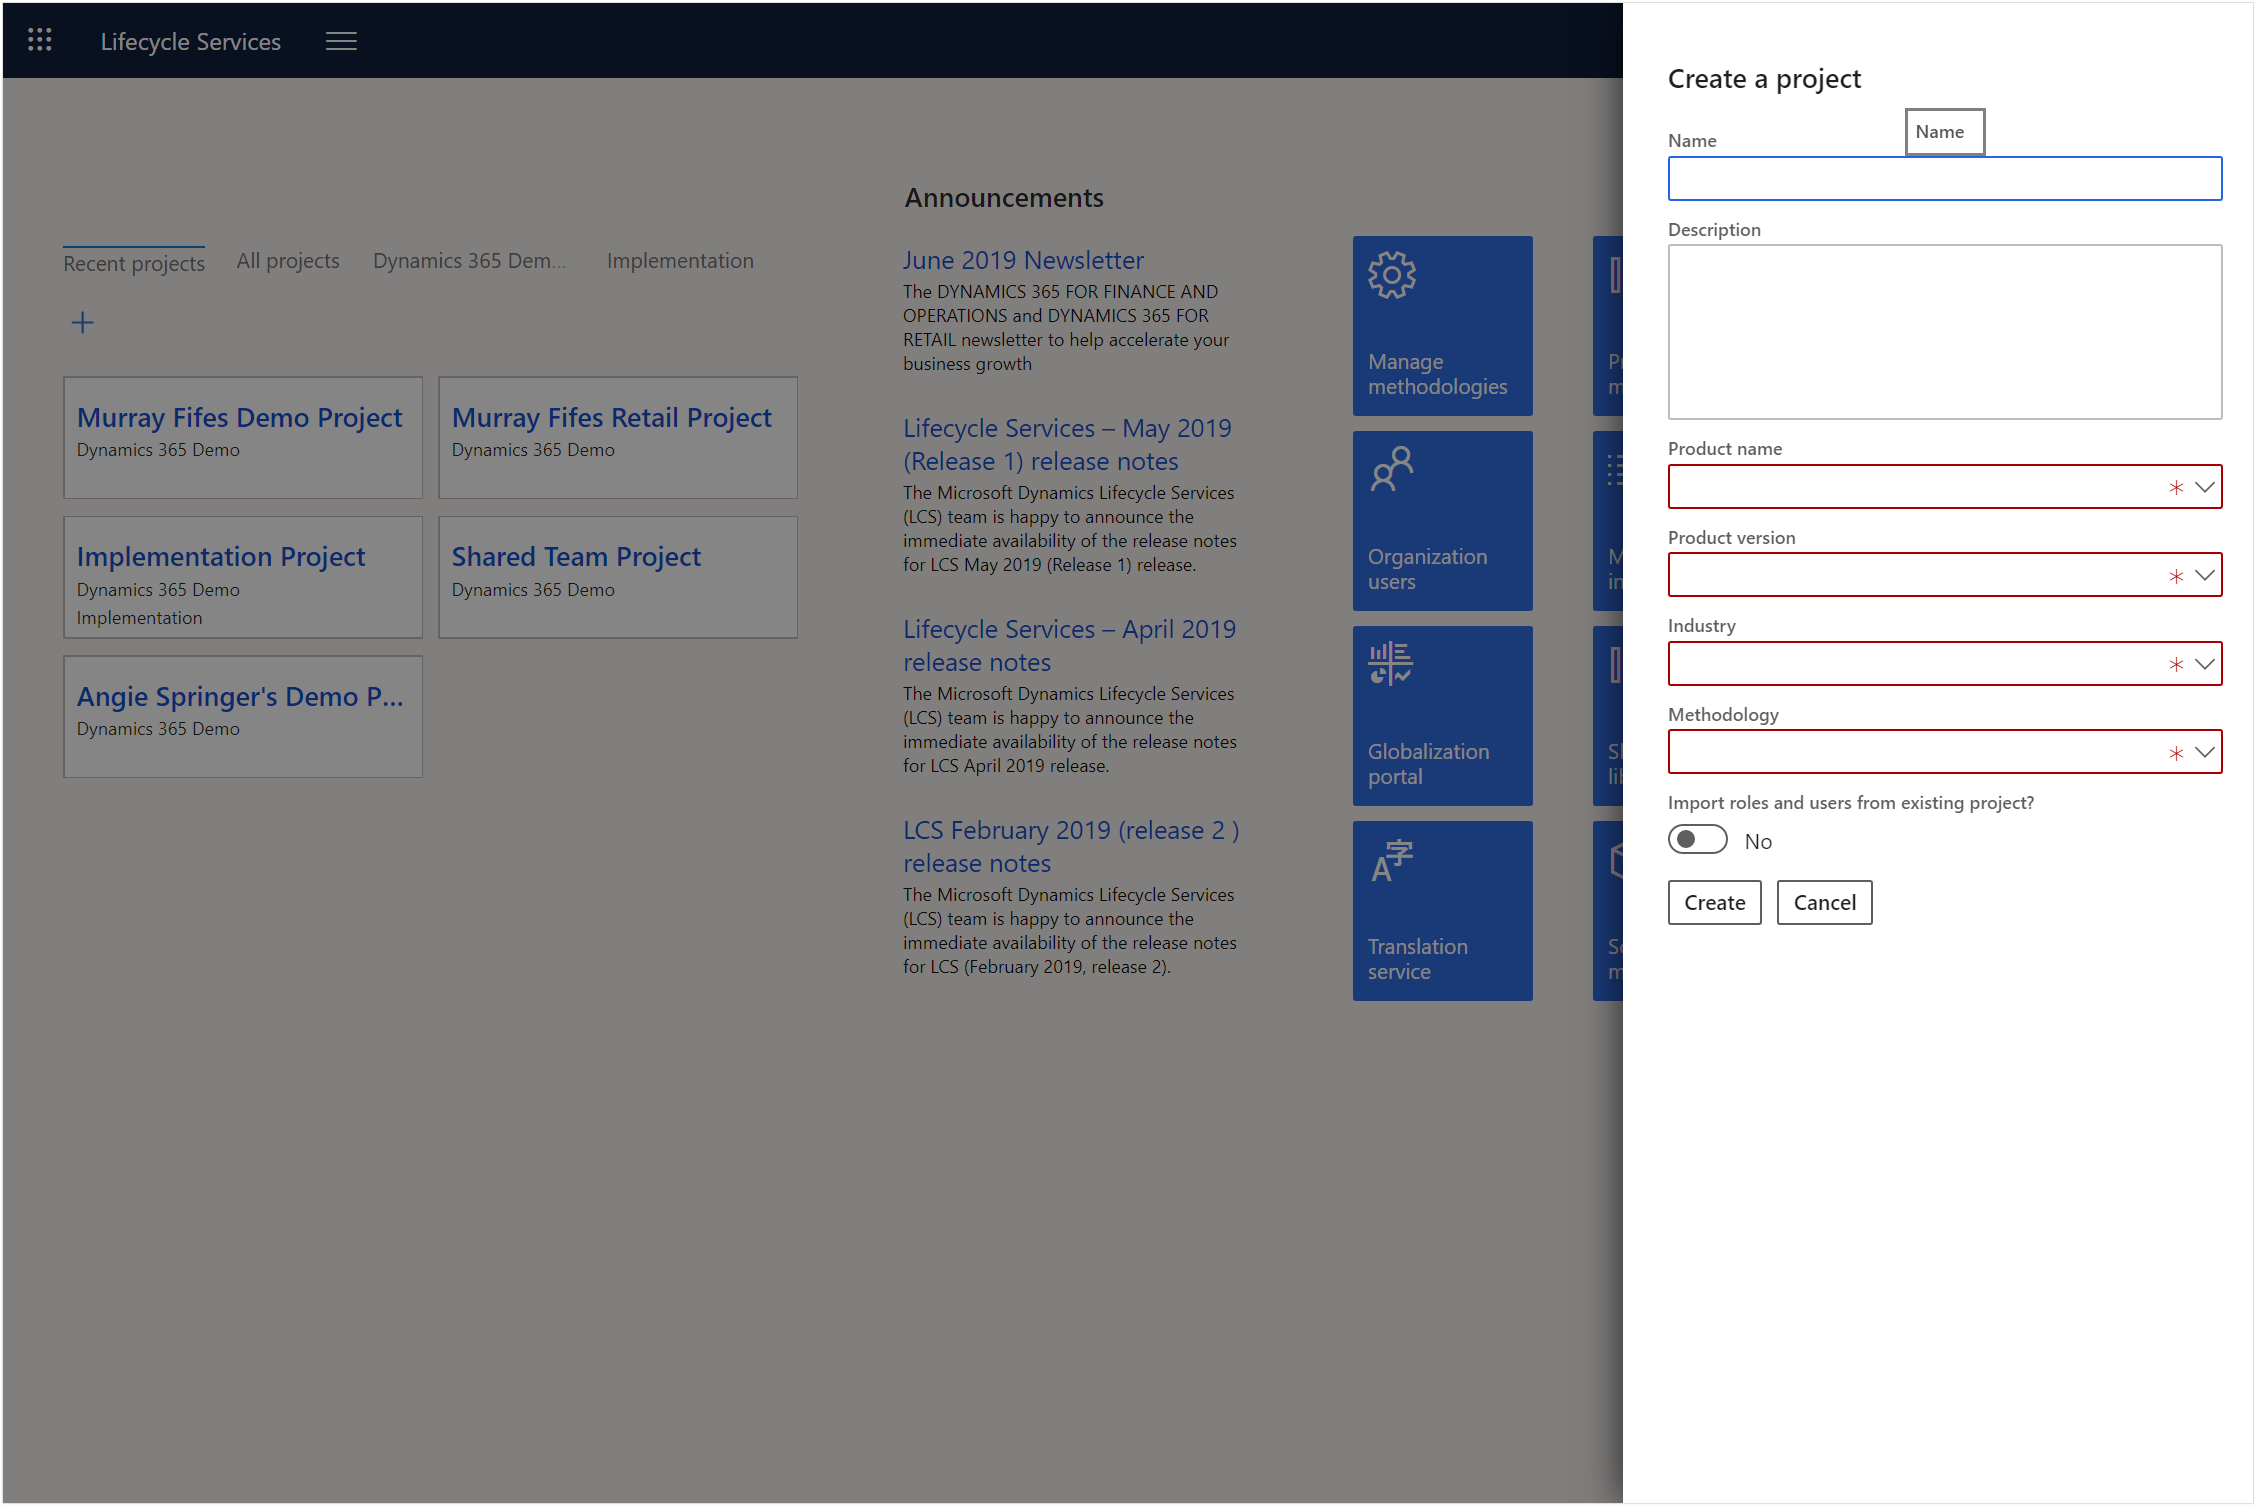 Lifecycle Services
Recent projects
All projects
Dynamics 365 Dem...
Implementation
Murray Fifes Demo Project
Dynamics 365 Demo
Murray Fifes Retail Project
Dynamics 365 Demo
Implementation Project
Dynamics 365 Demo
Implementation
Shared Team Project
Dynamics 365 Demo
Angie Springer's Demo P...
Dynamics 365 Demo
Announcements
June 2019 Newsletter
The DYNAMICS 365 FOR FINANCE AND
OPERATIONS and DYNAMICS 365 FOR
RETAIL newsletter to help accelerate your
business growth
Lifecycle Services – May 2019
(Release 1) release notes
The Microsoft Dynamics Lifecycle Services
(LCS) team is happy to announce the
immediate availability of the release notes
for LCS May 2019 (Release 1) release.
Lifecycle Services – April 2019
release notes
The Microsoft Dynamics Lifecycle Services
(LCS) team is happy to announce the
immediate availability of the release notes
for LCS April 2019 release.
LCS February 2019 (release 2 )
release notes
The Microsoft Dynamics Lifecycle Services
(LCS) team is happy to announce the
immediate availability of the release notes
for LCS (February 2019, release 2).
Manage
methodologies
Organization
users
Globalization
portal
A字
Translation
service
Create a project
Name
Name
Description
Product name
*
Product version
*
Industry
*
Methodology
*
Import roles and users from existing project?
No
Create
Cancel